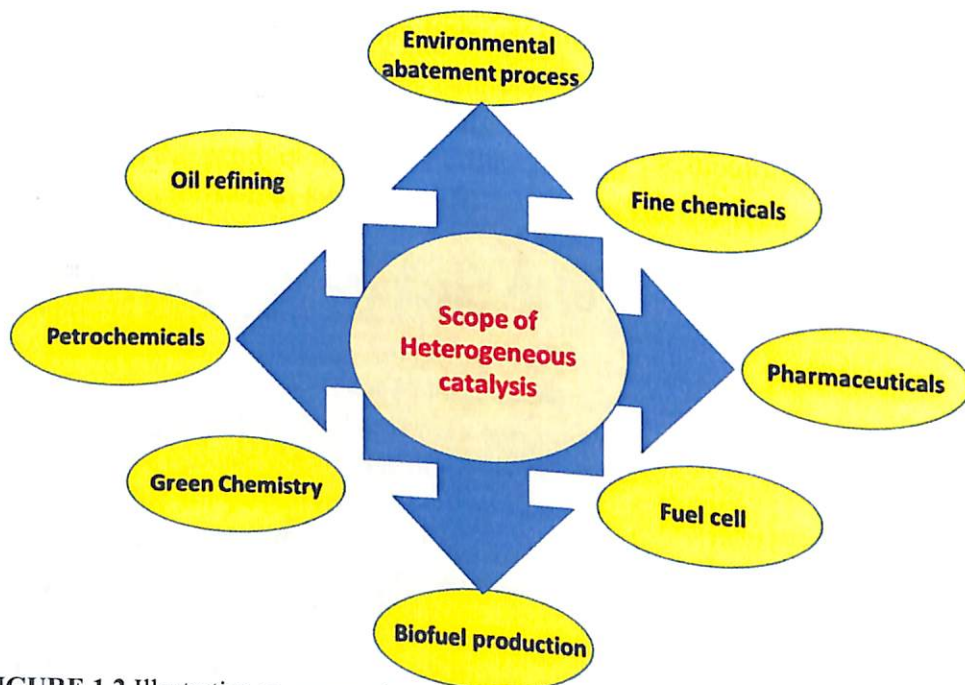 Environmental
abatement process
Oil refining
Fine chemicals
Scope of
Heterogeneous
catalysis
Petrochemicals
Pharmaceuticals
Green Chemistry
Fuel cell
Biofuel production